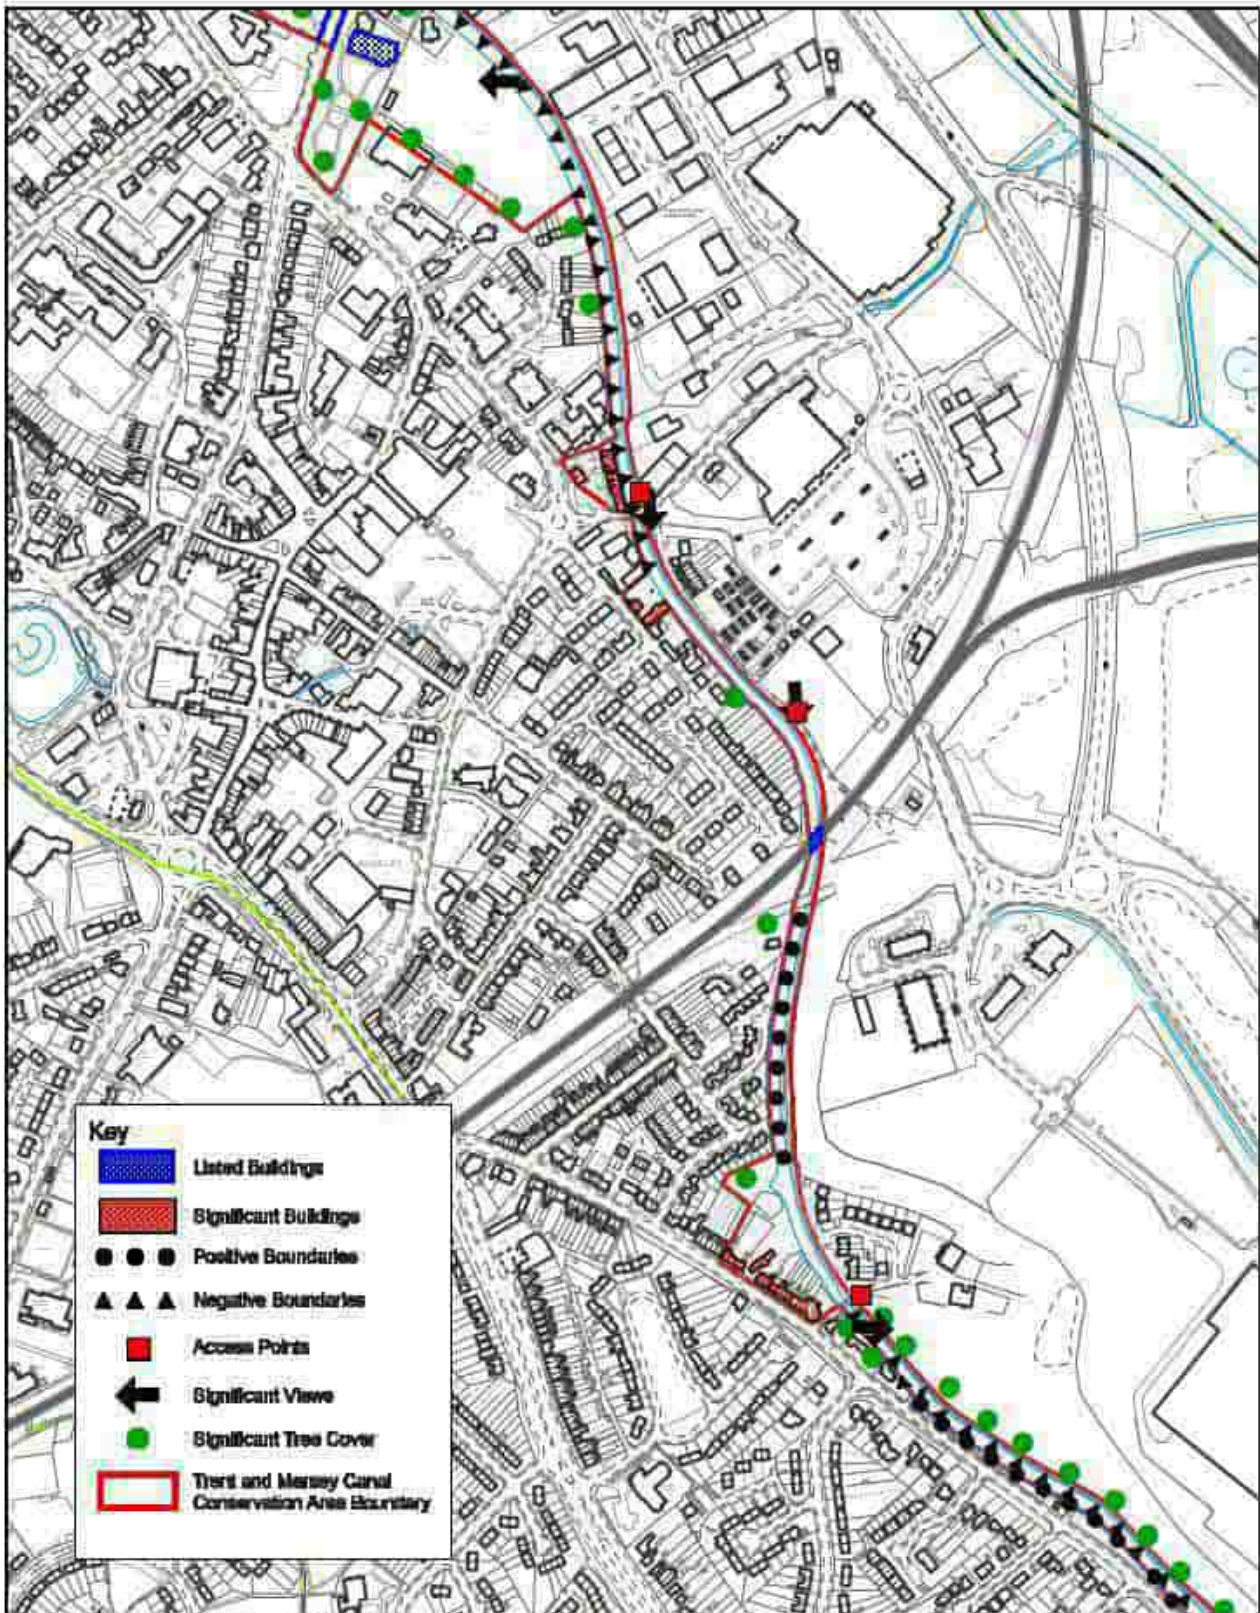 Key
Listed Buildings
Significant Buildings
Positive Boundaries
Negative Boundaries
Access Points
Significant Views
Significant Tree Cover
Trent and Mersey Canal
Conservation Area Boundary